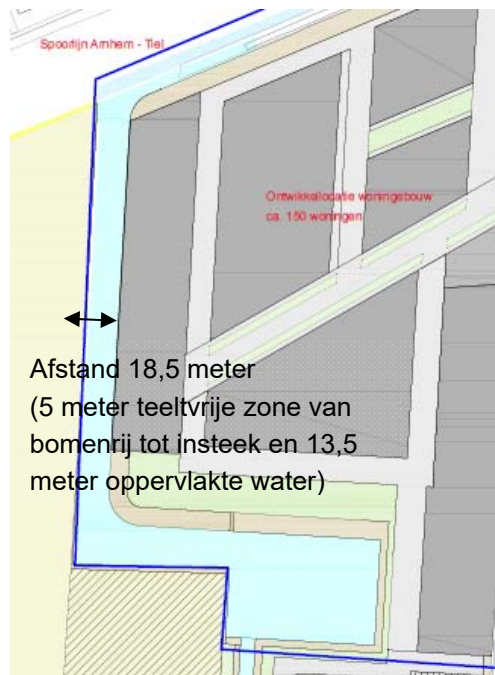 Spoorlijn Arnhem - Tiel
Ontwikkellocatie woningebouw
ca. 150 woningen
Afstand 18,5 meter
(5 meter teeltvrije zone van
bomenrij tot insteek en 13,5
meter oppervlakte water)